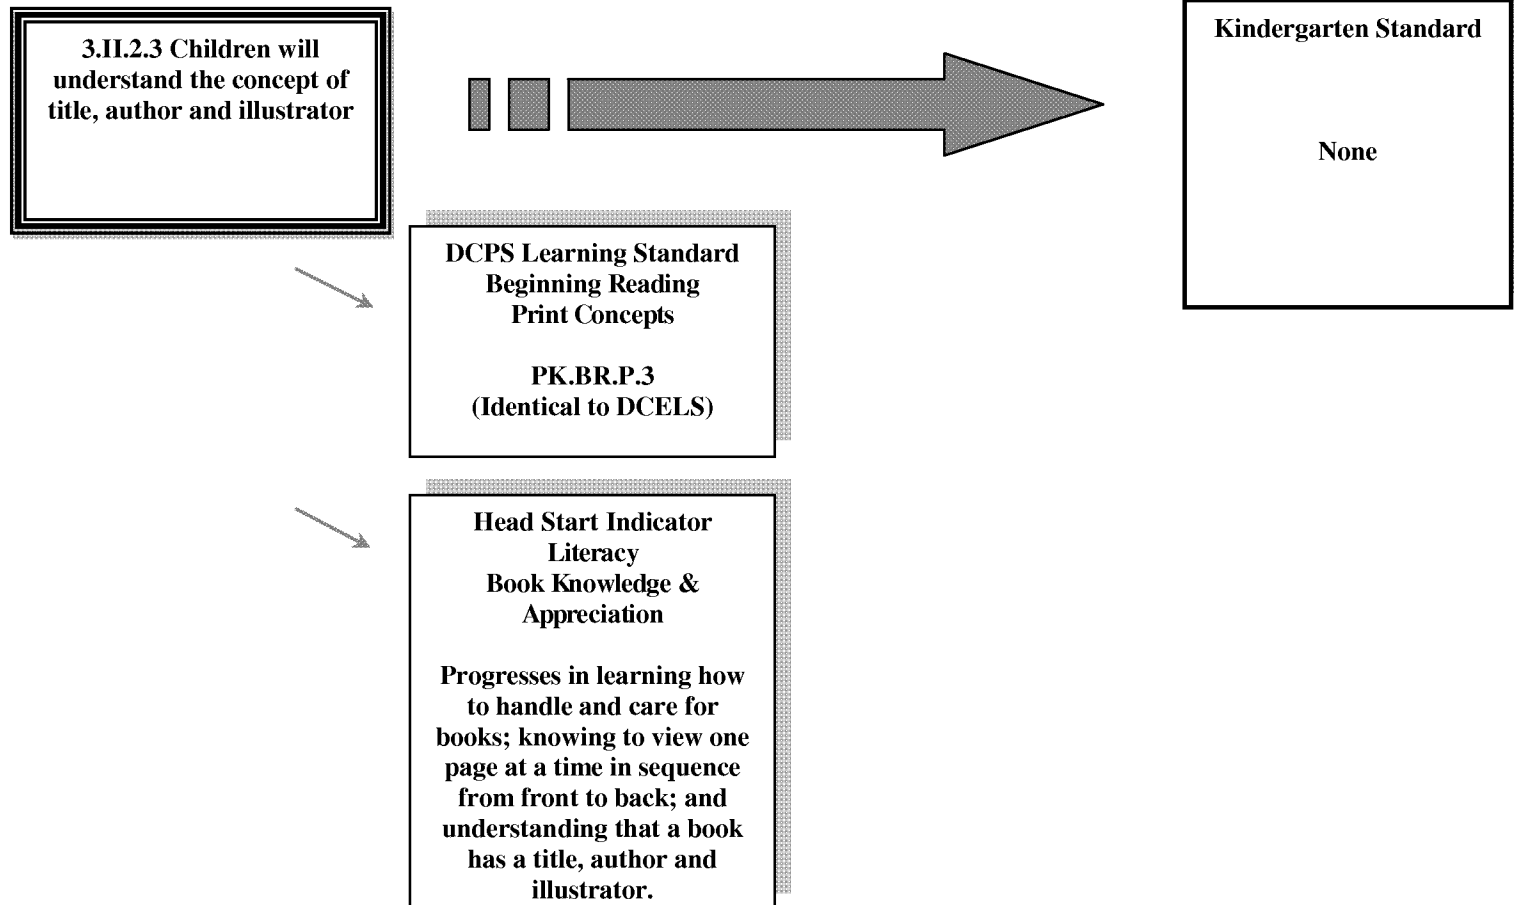 3.II.2.3 Children will
understand the concept of
title, author and illustrator
Kindergarten Standard
None
DCPS Learning Standard
Beginning Reading
Print Concepts
PK.BR.P.3
(Identical to DCELS)
Head Start Indicator
Literacy
Book Knowledge &
Appreciation
Progresses in learning how
to handle and care for
books; knowing to view one
page at a time in sequence
from front to back; and
understanding that a book
has a title, author and
illustrator.